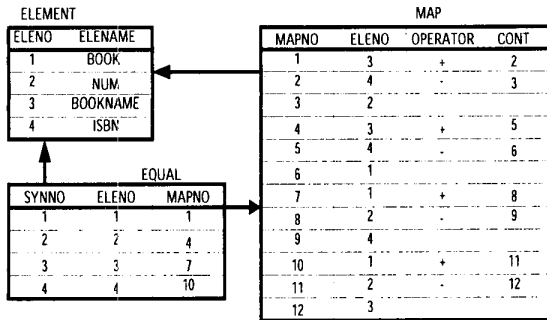 ELEMENT
ELENO ELENAME
1 BOOK
2 NUM
3 BOOKNAME
4 ISBN
EQUAL
SYNNO ELENO MAPNO
1 1 1
2 2 4
3 3 7
4 4 10
MAP
MAPNO ELENO OPERATOR CONT
1 3 + 2
2 4 - 3
3 2
4 3 + 5
5 4 - 6
6 1
7 1 + 8
8 2 - 9
9 4
10 1 + 11
11 2 - 12
12 3